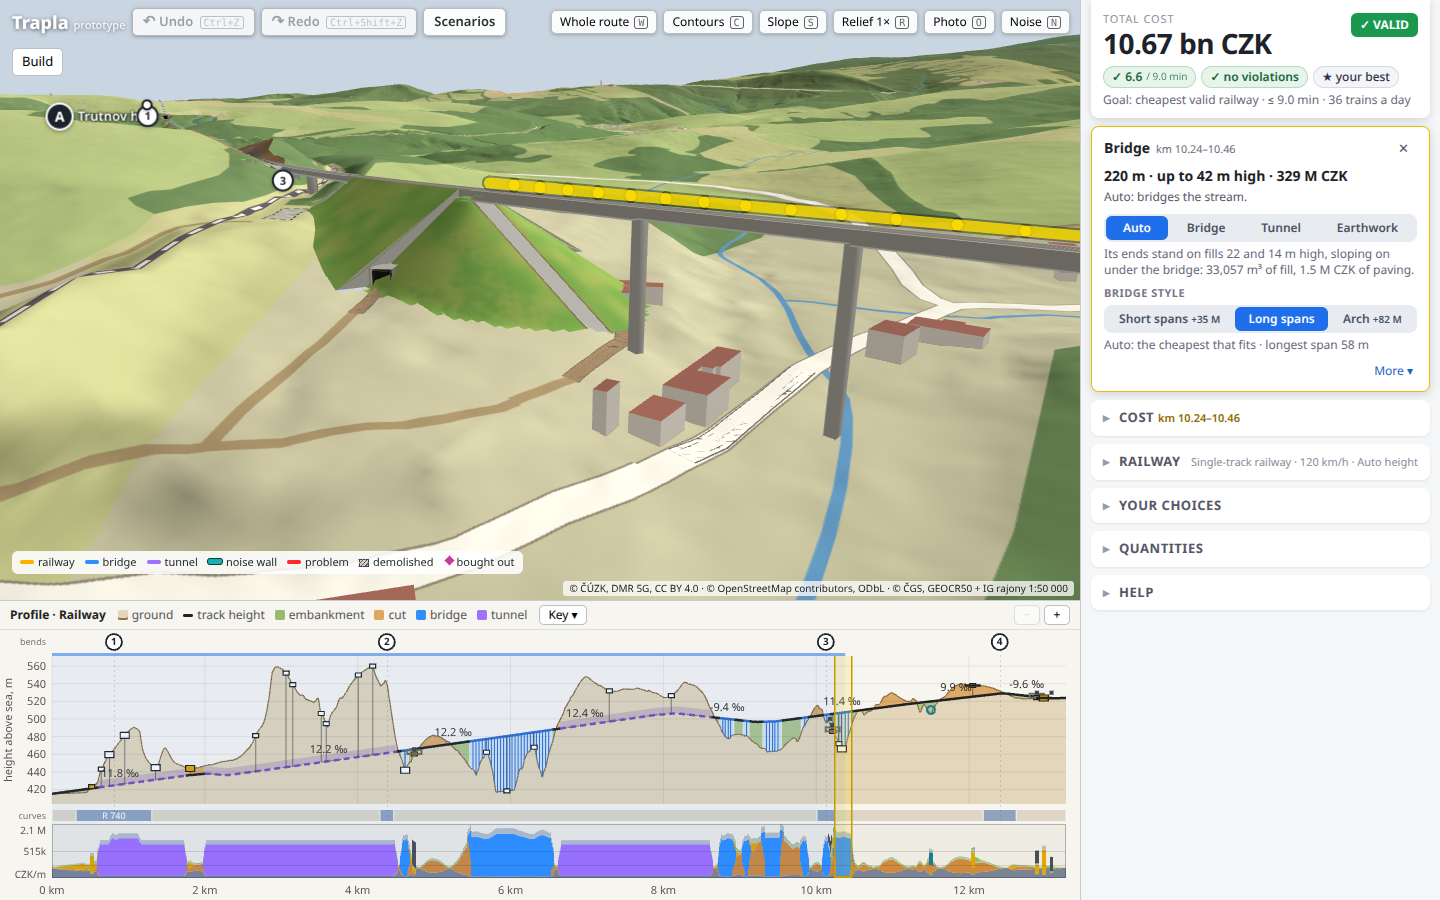 Trapla prototype
↶ Undo Ctrl+Z
↷ Redo Ctrl+Shift+Z
Scenarios
Whole route W
Contours C
Slope S
Relief 1× R
Photo O
Noise N
Build
A Trutnov h
1
3
railway bridge tunnel noise wall problem demolished bought out
© ČÚZK, DMR 5G, CC BY 4.0 · © OpenStreetMap contributors, ODbL · © ČGS, GEOCR50 + IG rajony 1:50 000
TOTAL COST
✓ VALID
10.67 bn CZK
✓ 6.6 / 9.0 min
✓ no violations
★ your best
Goal: cheapest valid railway · ≤ 9.0 min · 36 trains a day
Bridge km 10.24–10.46 ✕
220 m · up to 42 m high · 329 M CZK
Auto: bridges the stream.
Auto Bridge Tunnel Earthwork
Its ends stand on fills 22 and 14 m high, sloping on
under the bridge: 33,057 m³ of fill, 1.5 M CZK of paving.
BRIDGE STYLE
Short spans +35 M Long spans Arch +82 M
Auto: the cheapest that fits · longest span 58 m
More ▾
▸ COST km 10.24–10.46
▸ RAILWAY Single-track railway · 120 km/h · Auto height
▸ YOUR CHOICES
▸ QUANTITIES
▸ HELP
Profile · Railway ground track height embankment cut bridge tunnel Key ▾ − +
bends 1 2 3 4
height above sea, m
560
540
520
500
480
460
440
420
11.8 ‰
12.2 ‰
12.2 ‰
12.4 ‰
-9.4 ‰
11.4 ‰
9.9 ‰
-9.6 ‰
curves R 740
2.1 M
515k
CZK/m
0 km 2 km 4 km 6 km 8 km 10 km 12 km